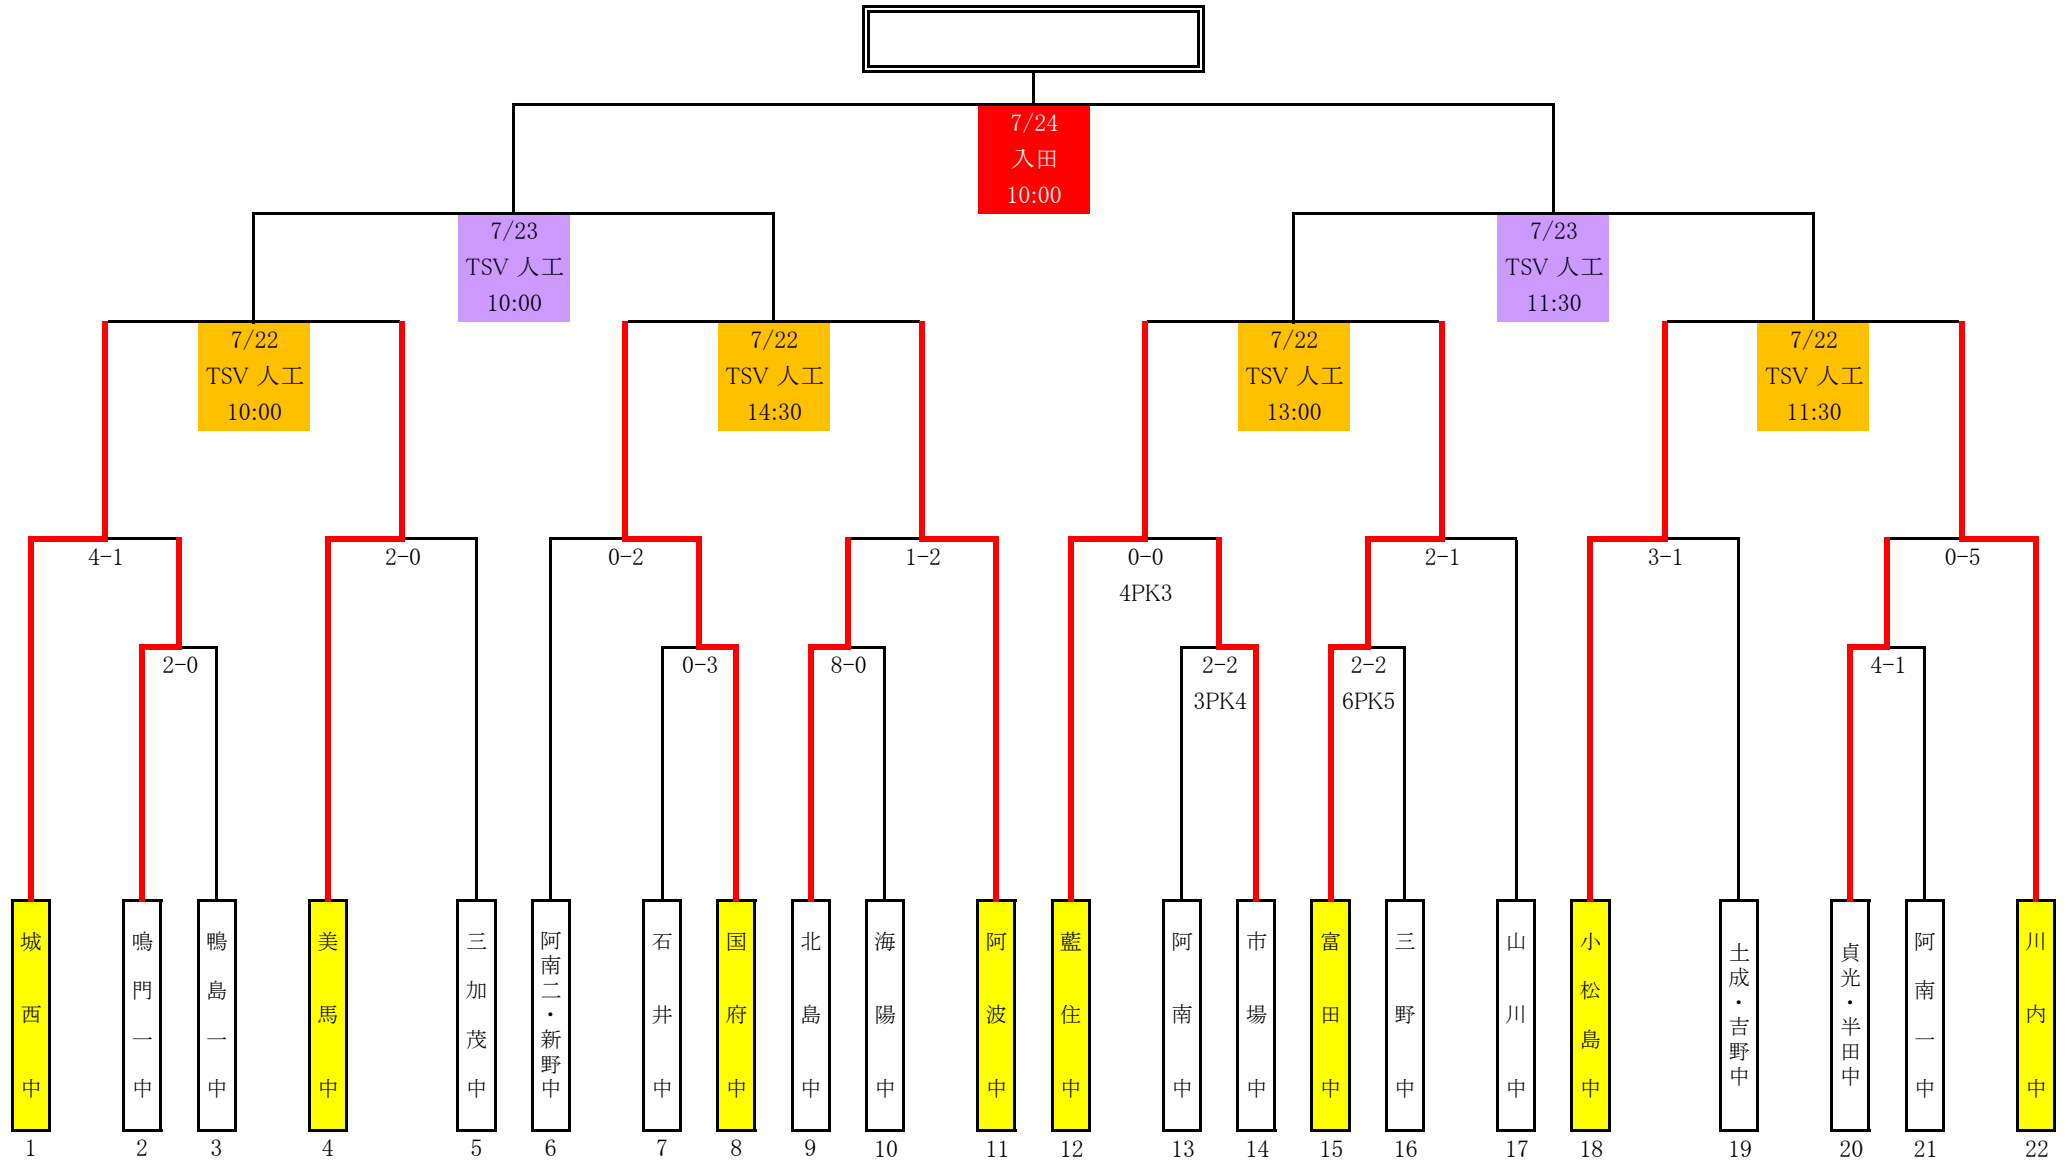 7/24
入田
10:00
7/23
TSV 人工
10:00
7/23
TSV 人工
11:30
7/22
TSV 人工
10:00
7/22
TSV 人工
14:30
7/22
TSV 人工
13:00
7/22
TSV 人工
11:30
4-1
2-0
0-2
1-2
0-0
4PK3
2-1
3-1
0-5
2-0
0-3
8-0
2-2
3PK4
2-2
6PK5
4-1
城西中
鳴門一中
鴨島一中
美馬中
三加茂中
阿南二・新野中
石井中
国府中
北島中
海陽中
阿波中
藍住中
阿南中
市場中
富田中
三野中
山川中
小松島中
土成・吉野中
貞光・半田中
阿南一中
川内中
1
2
3
4
5
6
7
8
9
10
11
12
13
14
15
16
17
18
19
20
21
22